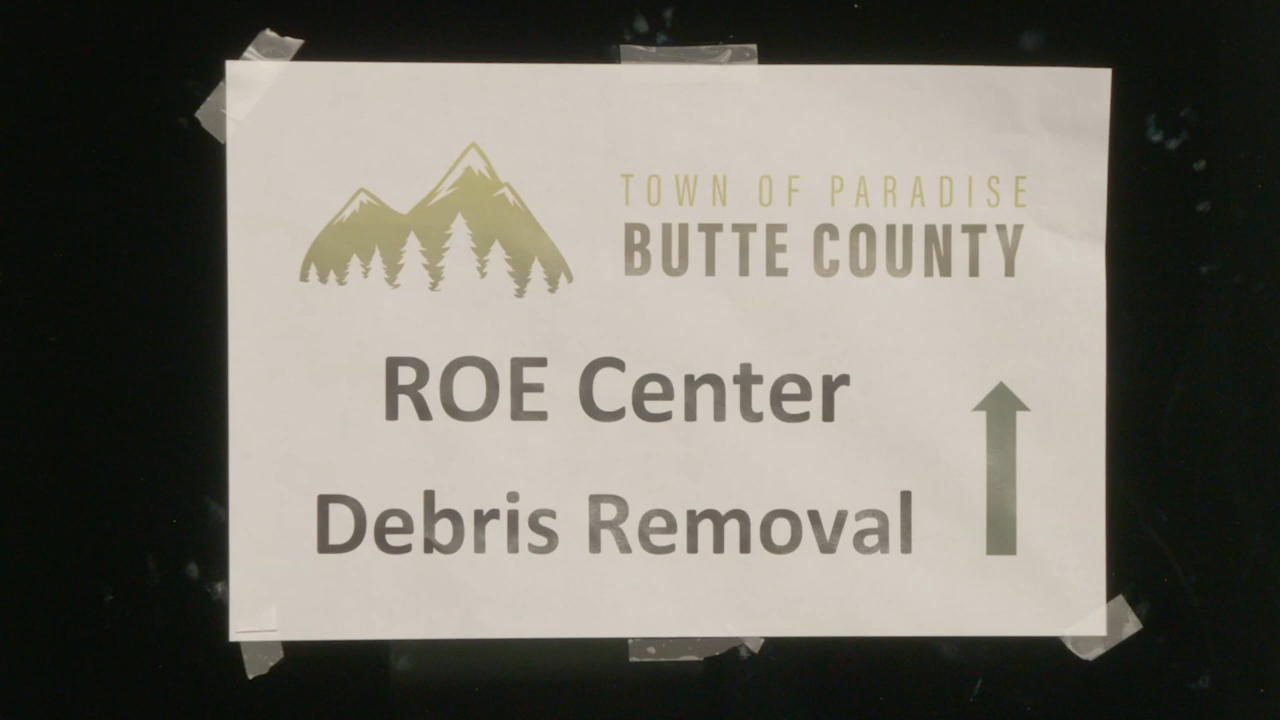 TOWN OF PARADISE
BUTTE COUNTY
ROE Center
Debris Removal